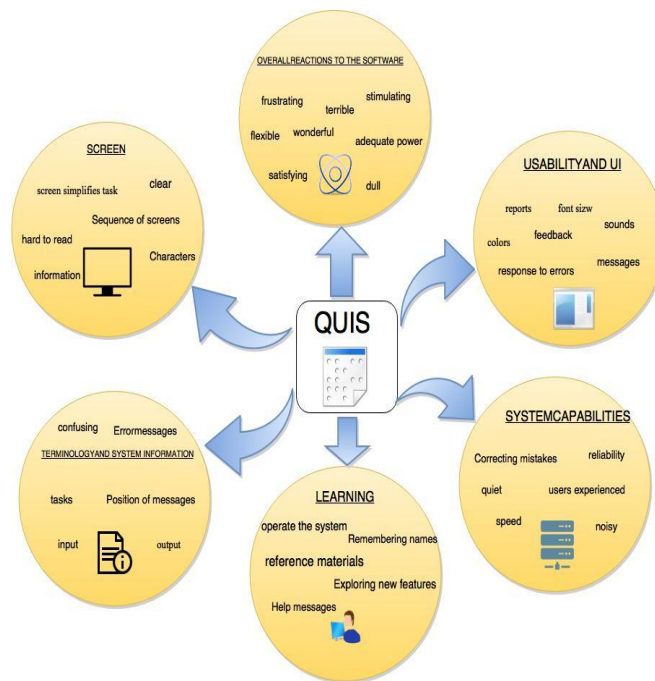 OVERALLREACTIONS TO THE SOFTWARE
frustrating
terrible
stimulating
flexible
wonderful
adequate power
satisfying
dull
SCREEN
screen simplifies task
clear
Sequence of screens
hard to read
Characters
information
USABILITYAND UI
reports
font sizw
sounds
colors
feedback
response to errors
messages
QUIS
TERMINOLOGYAND SYSTEM INFORMATION
confusing
Errormessages
tasks
Position of messages
input
output
LEARNING
operate the system
Remembering names
reference materials
Exploring new features
Help messages
SYSTEMCAPABILITIES
Correcting mistakes
reliability
quiet
users experienced
speed
noisy